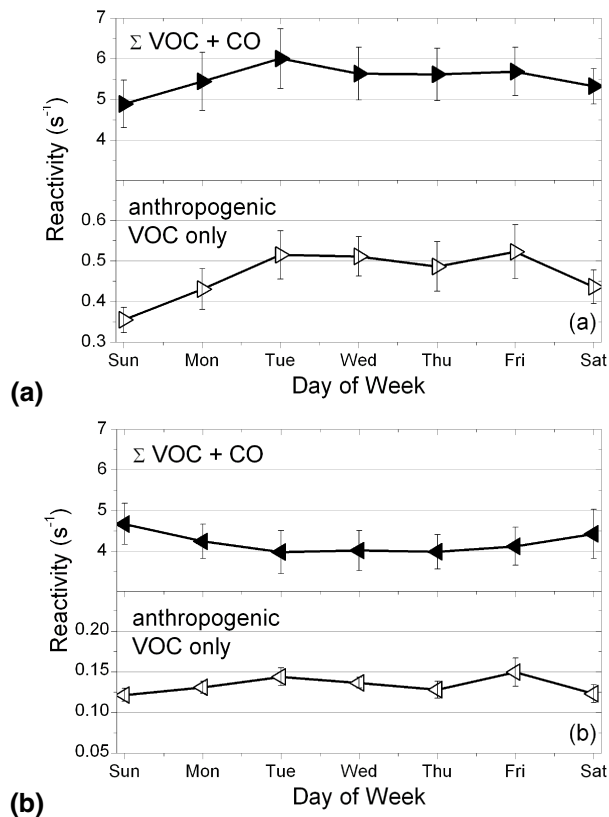 (a)
Σ VOC + CO
7
6
5
4
Reactivity (s⁻¹)
anthropogenic
VOC only
0.6
0.5
0.4
0.3
(a)
Sun Mon Tue Wed Thu Fri Sat
Day of Week
(b)
Σ VOC + CO
7
6
5
4
Reactivity (s⁻¹)
anthropogenic
VOC only
0.20
0.15
0.10
0.05
(b)
Sun Mon Tue Wed Thu Fri Sat
Day of Week